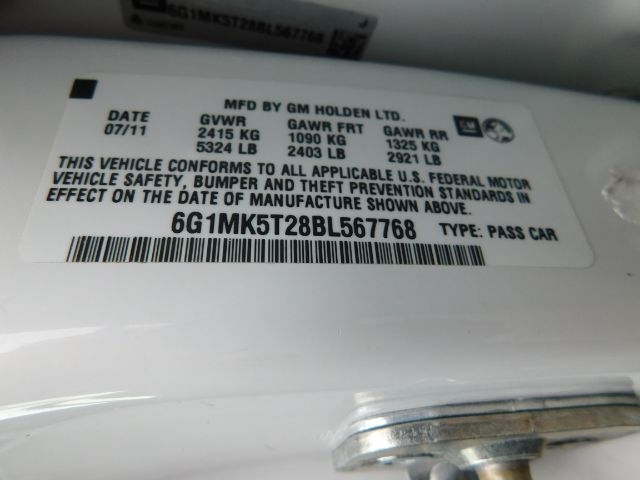 6G1MK5T28BL567768 J
MFD BY GM HOLDEN LTD.
DATE GVWR GAWR FRT GAWR RR GM
07/11 2415 KG 1090 KG 1325 KG
5324 LB 2403 LB 2921 LB
THIS VEHICLE CONFORMS TO ALL APPLICABLE U.S. FEDERAL MOTOR
VEHICLE SAFETY, BUMPER AND THEFT PREVENTION STANDARDS IN
EFFECT ON THE DATE OF MANUFACTURE SHOWN ABOVE.
6G1MK5T28BL567768 TYPE: PASS CAR